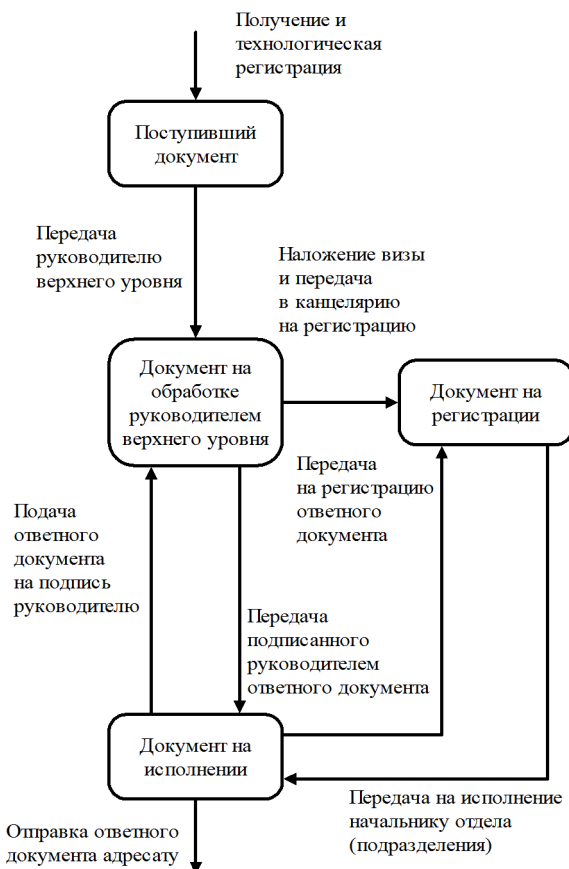 Получение и
технологическая
регистрация
Поступивший
документ
Передача
руководителю
верхнего уровня
Наложение визы
и передача
в канцелярию
на регистрацию
Документ на
обработке
руководителем
верхнего уровня
Документ на
регистрации
Передача
на регистрацию
ответного
документа
Подача
ответного
документа
на подпись
руководителю
Передача
подписанного
руководителем
ответного документа
Документ на
исполнении
Передача на исполнение
начальнику отдела
(подразделения)
Отправка ответного
документа адресату